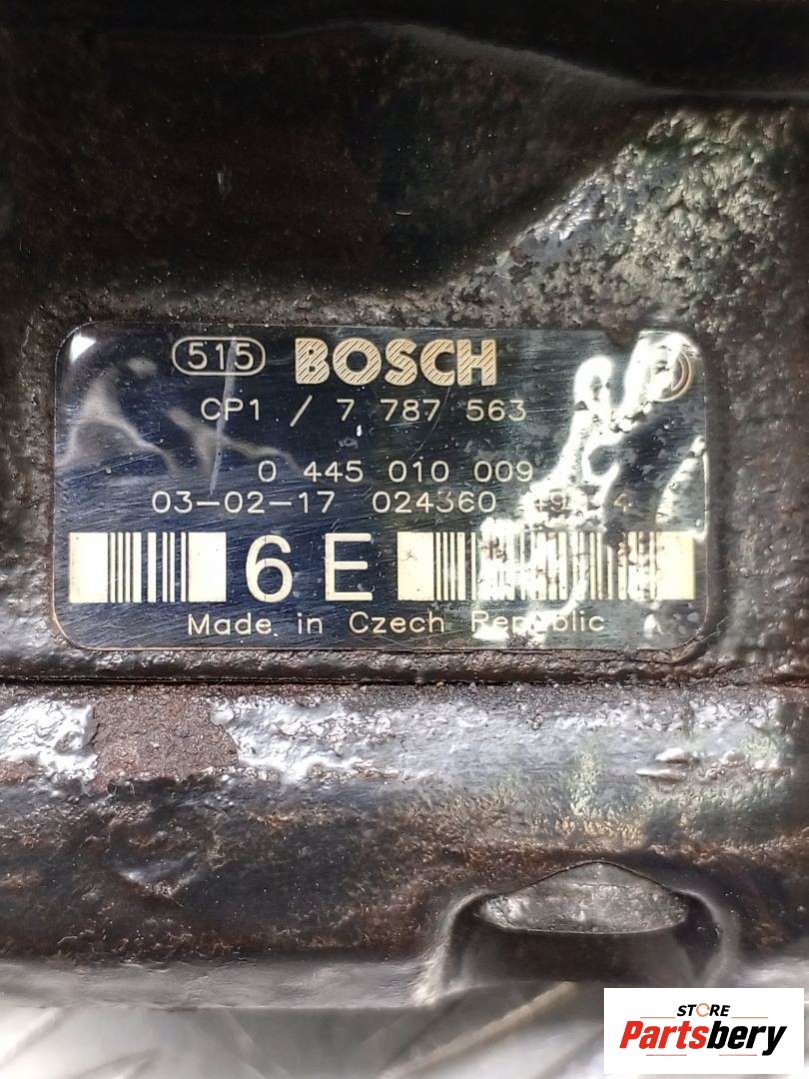 515 BOSCH
CP1 / 7 787 563
0 445 010 009
03-02-17 024360
6 E
Made in Czech Republic
STORE
Partsbery